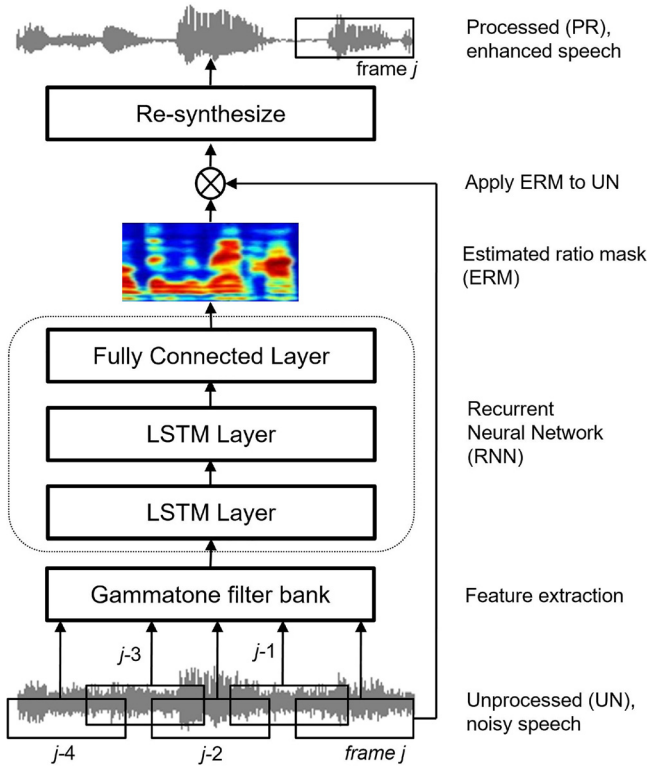 Processed (PR),
enhanced speech
frame j
Re-synthesize
Apply ERM to UN
Estimated ratio mask
(ERM)
Fully Connected Layer
LSTM Layer
Recurrent
Neural Network
(RNN)
LSTM Layer
Gammatone filter bank
Feature extraction
j-3
j-1
Unprocessed (UN),
noisy speech
j-4
j-2
frame j